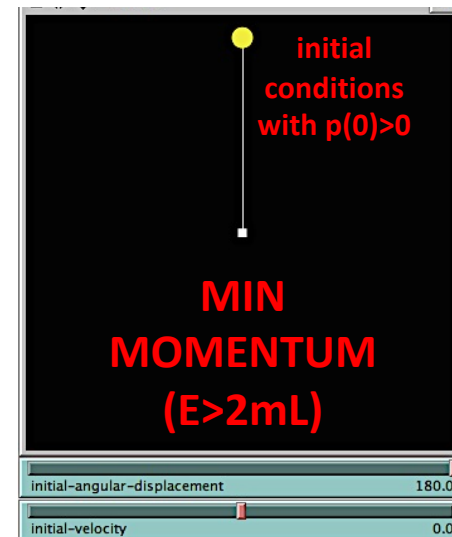 initial
conditions
with p(0)>0
MIN
MOMENTUM
(E>2mL)
initial-angular-displacement 180.0
initial-velocity 0.0